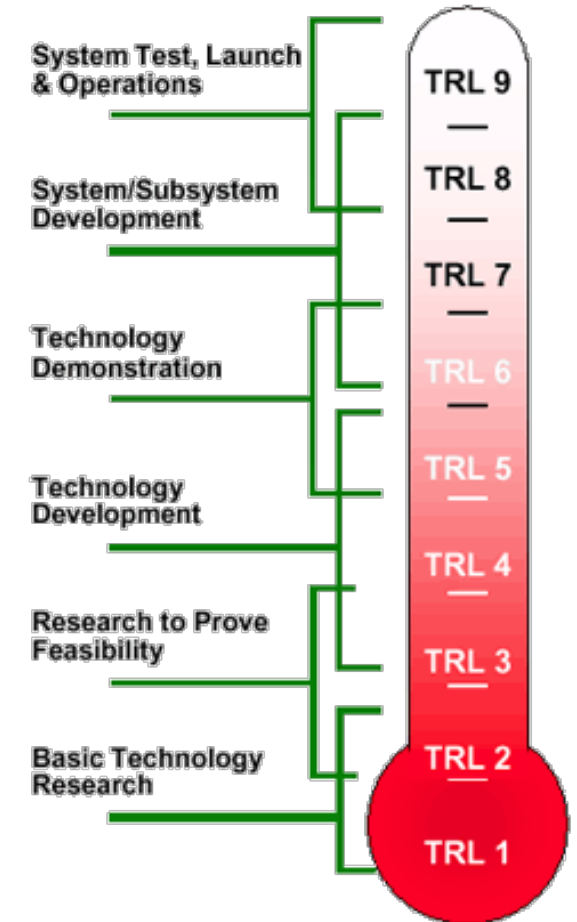 System Test, Launch
& Operations
System/Subsystem
Development
Technology
Demonstration
Technology
Development
Research to Prove
Feasibility
Basic Technology
Research
TRL 9
TRL 8
TRL 7
TRL 6
TRL 5
TRL 4
TRL 3
TRL 2
TRL 1